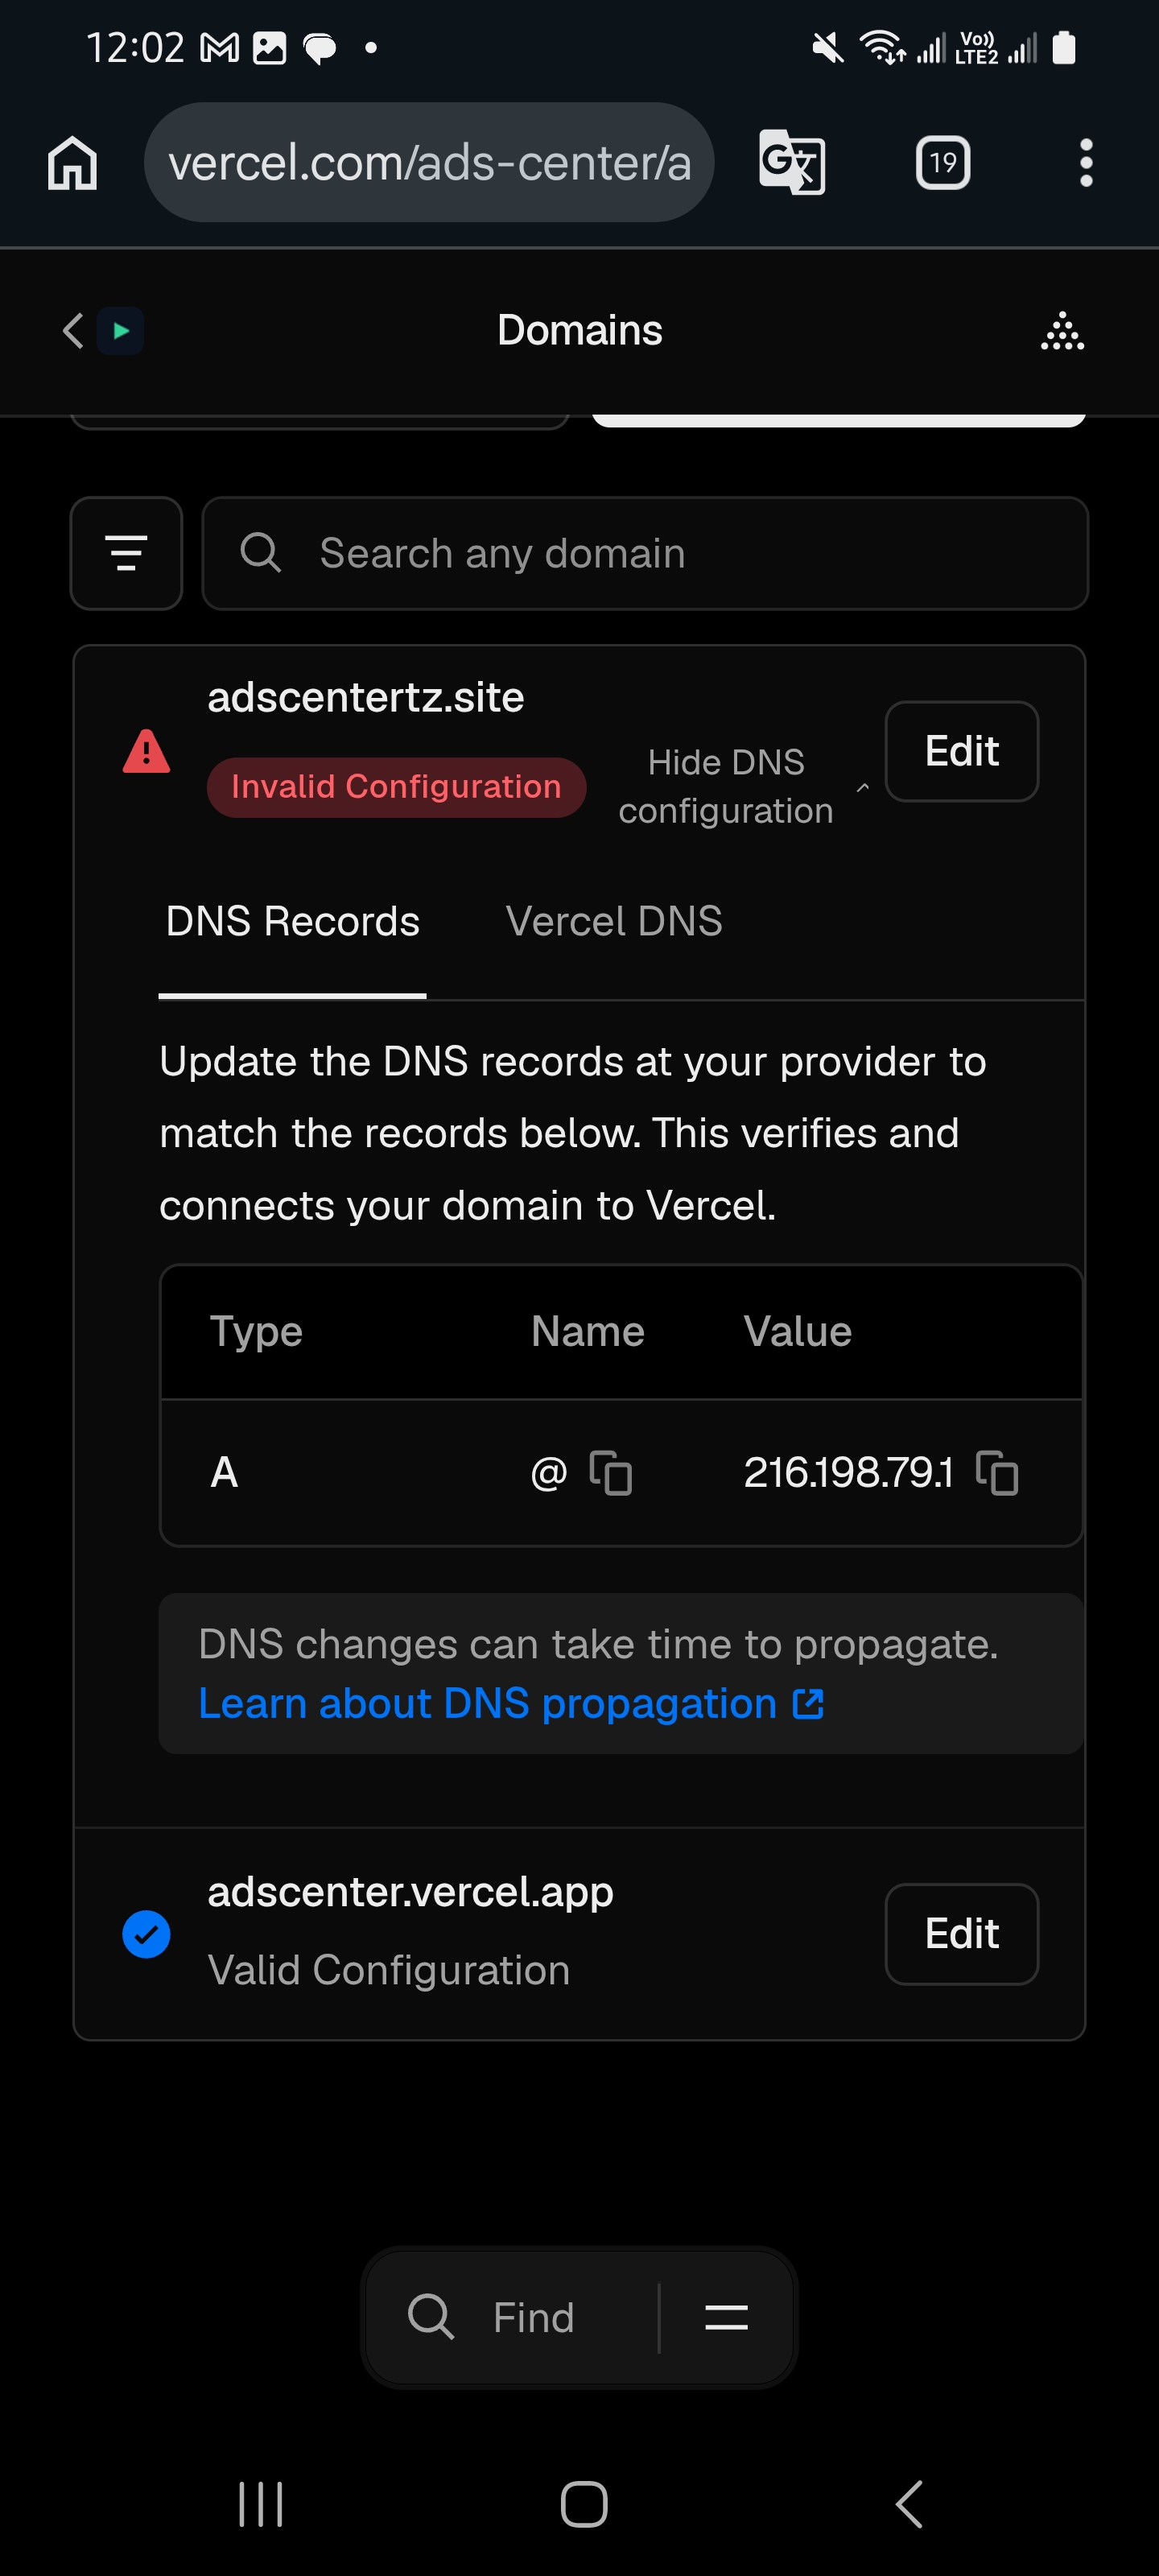 12:02
Vo))
LTE2
vercel.com/ads-center/a
19
Domains
Search any domain
adscentertz.site
Invalid Configuration
Hide DNS
configuration
Edit
DNS Records
Vercel DNS
Update the DNS records at your provider to
match the records below. This verifies and
connects your domain to Vercel.
Type Name Value
A @ 216.198.79.1
DNS changes can take time to propagate.
Learn about DNS propagation
adscenter.vercel.app
Valid Configuration
Edit
Find